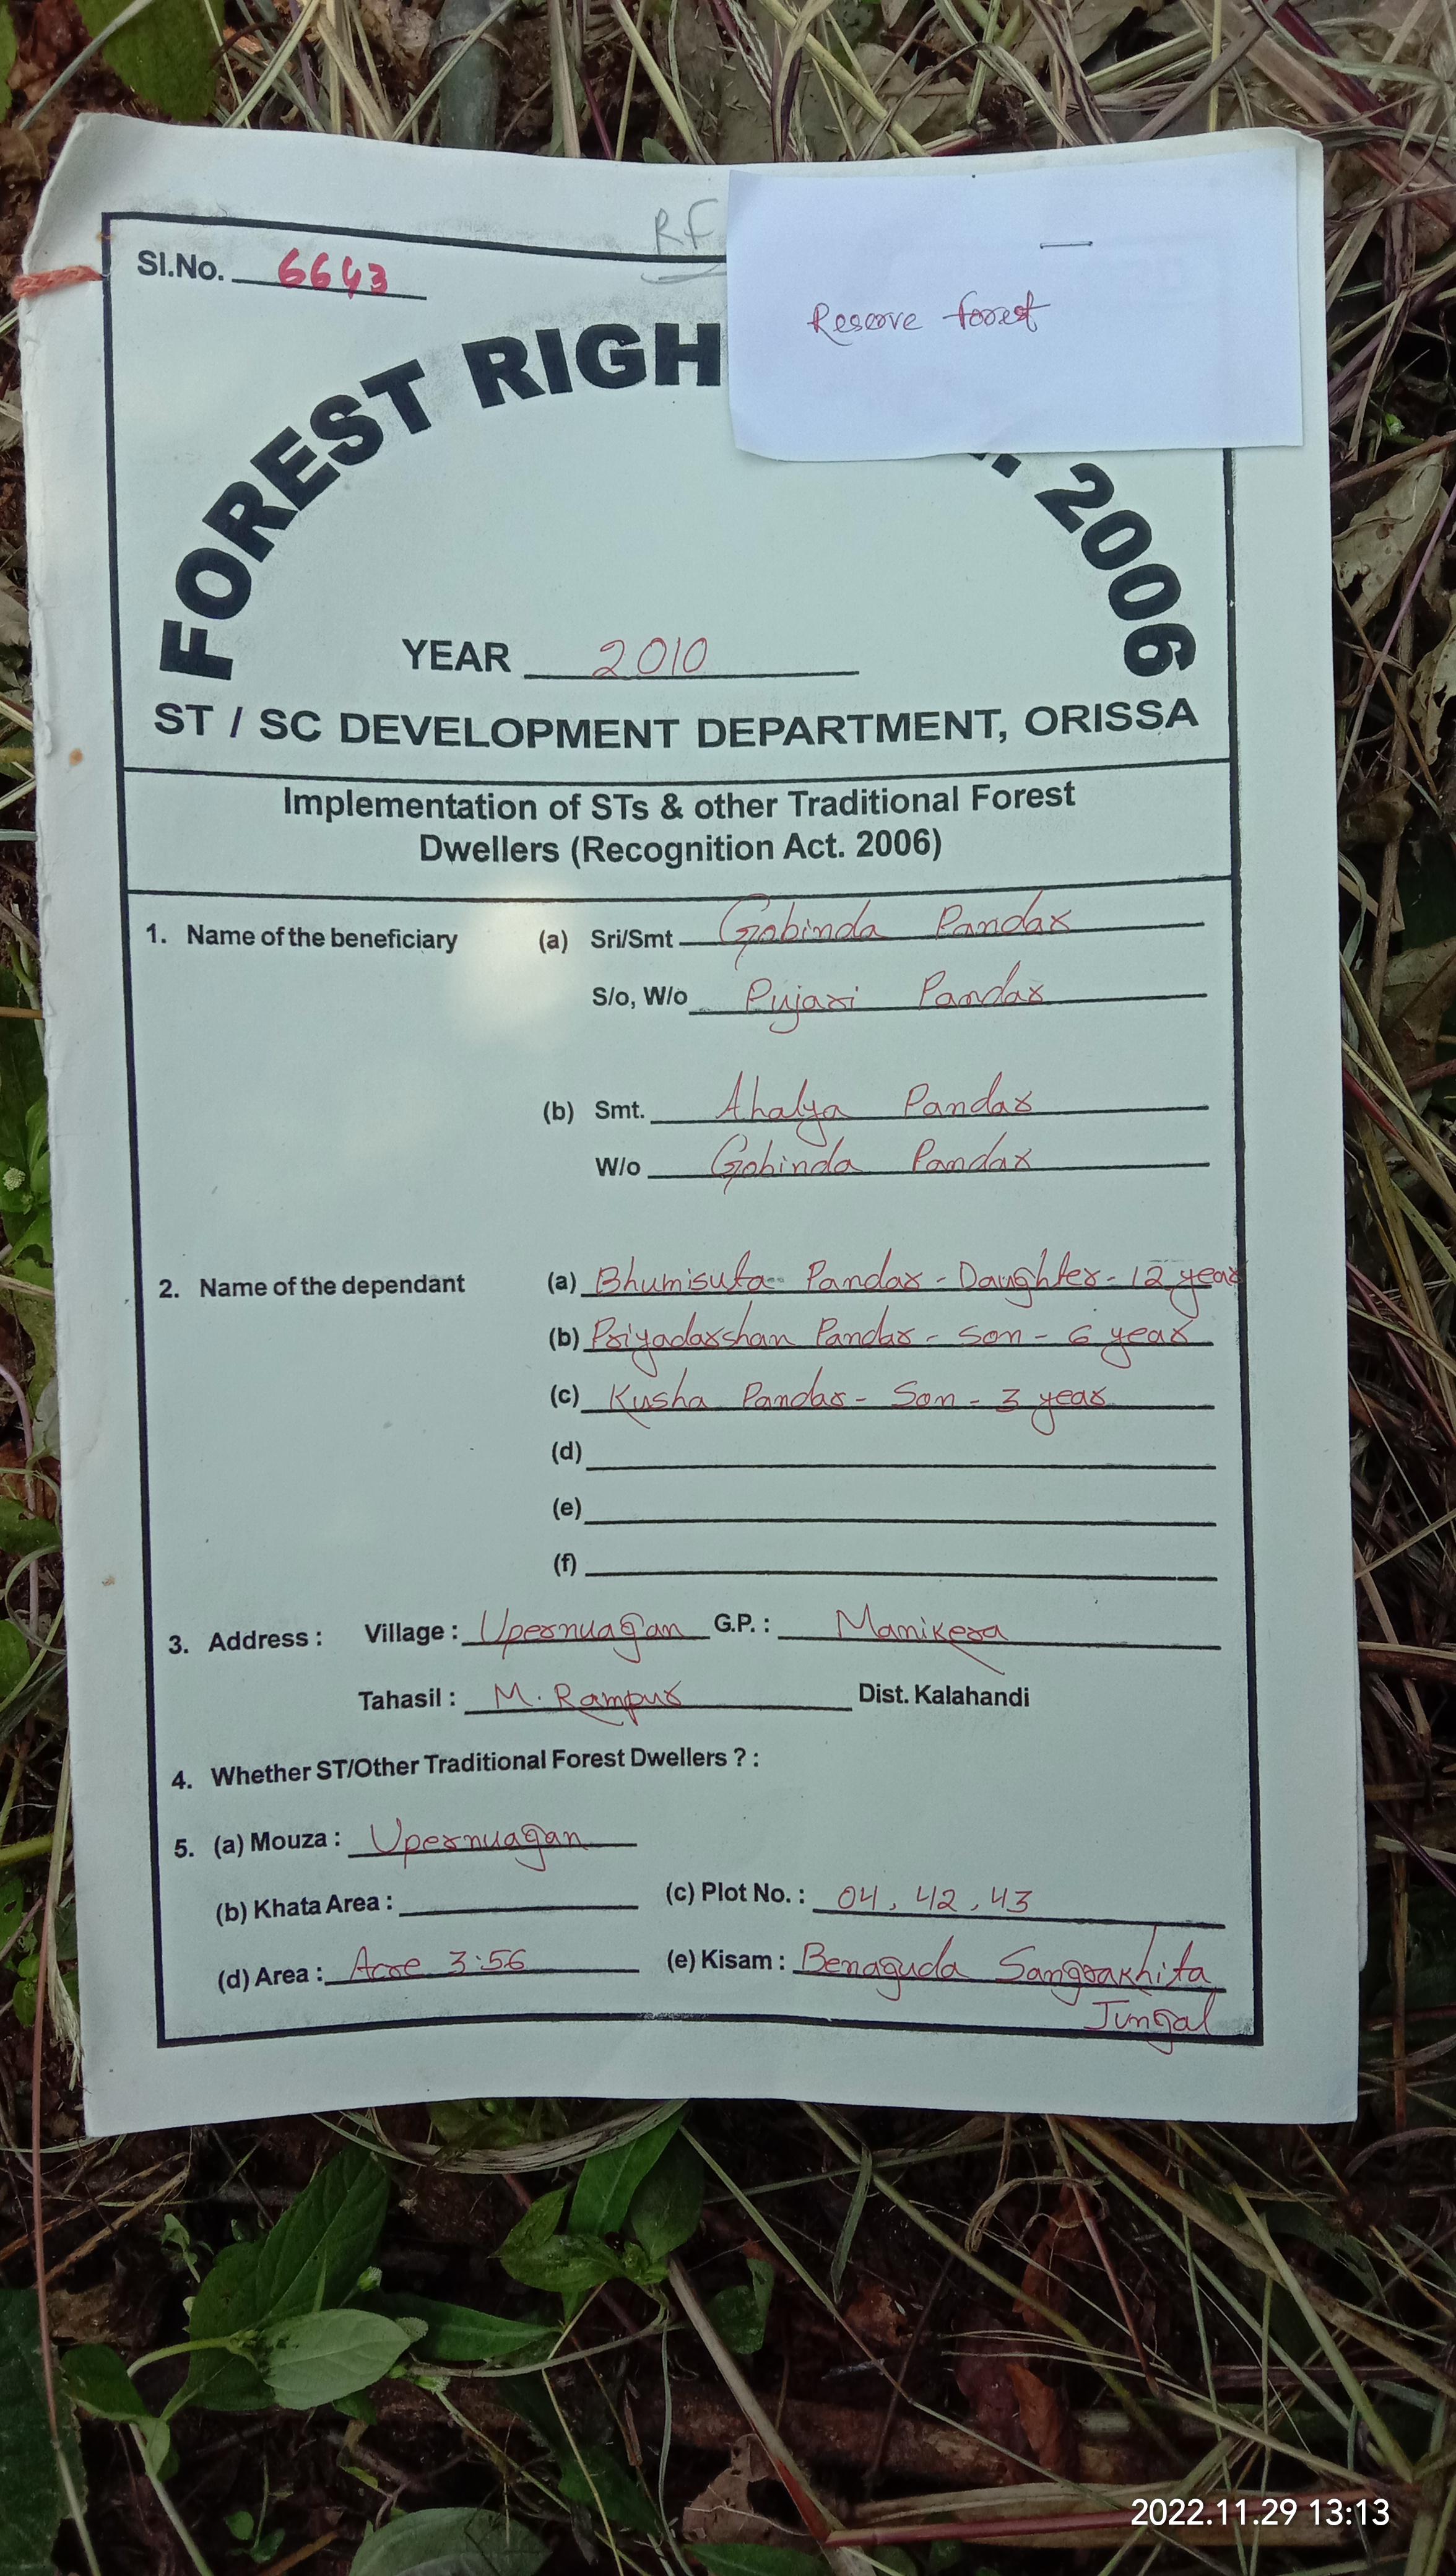 RF
Sl.No. 6643
Reserve forest
FOREST RIGH 2006
YEAR 2010
ST / SC DEVELOPMENT DEPARTMENT, ORISSA
Implementation of STs & other Traditional Forest
Dwellers (Recognition Act. 2006)
1. Name of the beneficiary (a) Sri/Smt Gobinda Pandar
S/o, W/o Pujari Pandar
(b) Smt. Ahalya Pandar
W/o Gobinda Pandar
2. Name of the dependant (a) Bhumisuta Pandar - Daughter - 12 year
(b) Priyadarshan Pandar - Son - 6 year
(c) Kusha Pandar - Son - 3 year
(d)
(e)
(f)
3. Address : Village : Upernuagan G.P. : Manikera
Tahasil : M. Rampur Dist. Kalahandi
4. Whether ST/Other Traditional Forest Dwellers ? :
5. (a) Mouza : Upernuagan
(b) Khata Area : (c) Plot No. : 04, 42, 43
(d) Area : Acre 3:56 (e) Kisam : Benaguda Sangrakhita
Jungal
2022.11.29 13:13